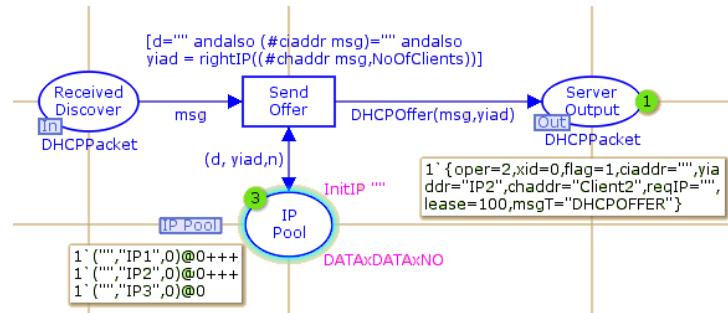 [d="" andalso (#ciaddr msg)="" andalso
yiad = rightIP((#chaddr msg,NoOfClients))]
Received
Discover
In
DHCPPacket
msg
Send
Offer
DHCPOffer(msg,yiad)
Server
Output
1
Out
DHCPPacket
(d, yiad,n)
1`{oper=2,xid=0,flag=1,ciaddr="",yia
ddr="IP2",chaddr="Client2",reqIP="",
lease=100,msgT="DHCPOFFER"}
3
InitIP ""
IP
Pool
IP Pool
DATAxDATAxNO
1`("","IP1",0)@0+++
1`("","IP2",0)@0+++
1`("","IP3",0)@0